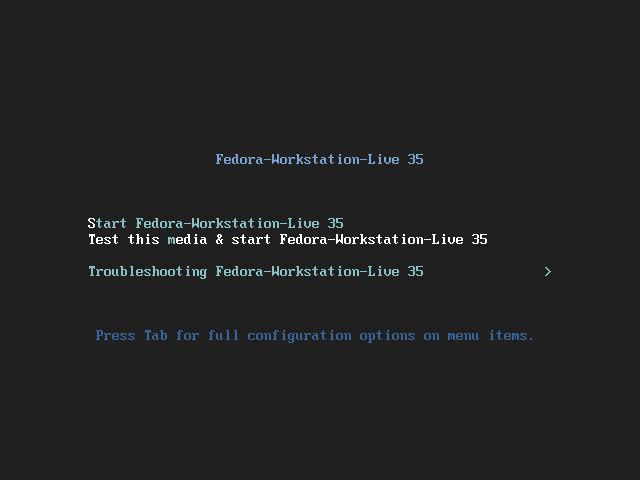 Fedora-Workstation-Live 35
Start Fedora-Workstation-Live 35
Test this media & start Fedora-Workstation-Live 35
Troubleshooting Fedora-Workstation-Live 35 >
Press Tab for full configuration options on menu items.